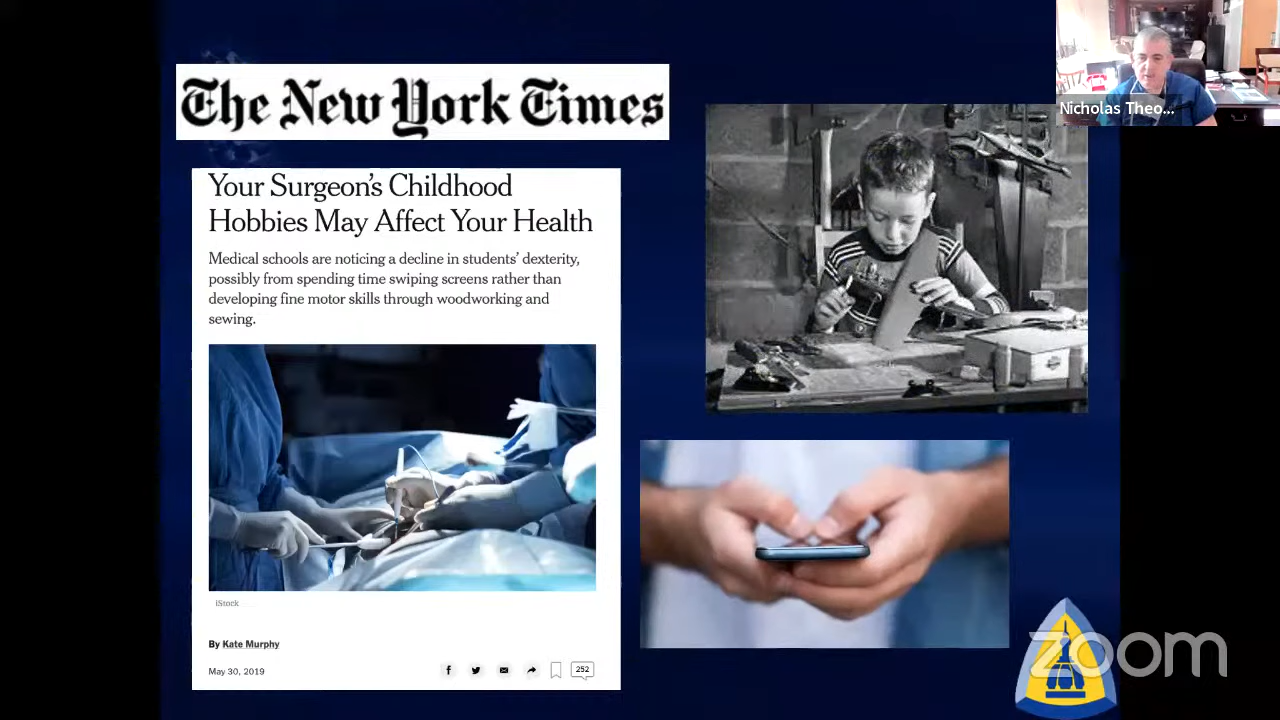 The New York Times
Nicholas Theo...
Your Surgeon's Childhood
Hobbies May Affect Your Health
Medical schools are noticing a decline in students' dexterity,
possibly from spending time swiping screens rather than
developing fine motor skills through woodworking and
sewing.
iStock
By Kate Murphy
May 30, 2019
252
zoom